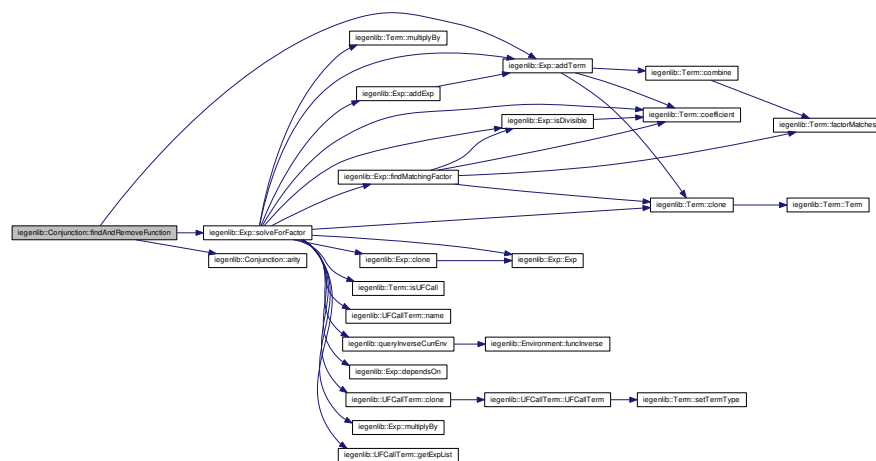 iegenlib::Term::multiplyBy
iegenlib::Exp::addTerm
iegenlib::Term::combine
iegenlib::Exp::addExp
iegenlib::Term::coefficient
iegenlib::Exp::isDivisible
iegenlib::Term::factorMatches
iegenlib::Exp::findMatchingFactor
iegenlib::Term::clone
iegenlib::Term::Term
iegenlib::Conjunction::findAndRemoveFunction
iegenlib::Exp::solveForFactor
iegenlib::Conjunction::arity
iegenlib::Exp::clone
iegenlib::Exp::Exp
iegenlib::Term::isUFCall
iegenlib::UFCallTerm::name
iegenlib::queryInverseCurrEnv
iegenlib::Environment::funcInverse
iegenlib::Exp::dependsOn
iegenlib::UFCallTerm::clone
iegenlib::UFCallTerm::UFCallTerm
iegenlib::Term::setTermType
iegenlib::Exp::multiplyBy
iegenlib::UFCallTerm::getExpList